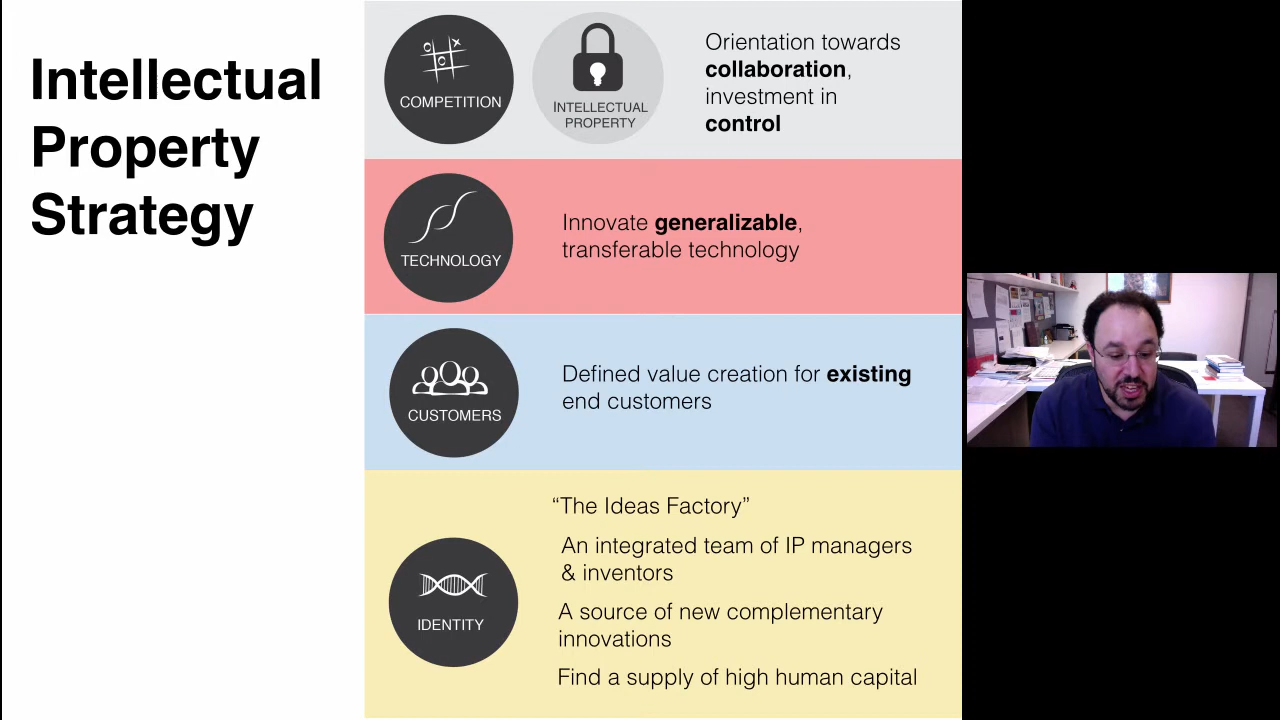 Intellectual
Property
Strategy
COMPETITION
INTELLECTUAL
PROPERTY
Orientation towards
collaboration,
investment in
control
TECHNOLOGY
Innovate generalizable,
transferable technology
CUSTOMERS
Defined value creation for existing
end customers
IDENTITY
“The Ideas Factory”
An integrated team of IP managers
& inventors
A source of new complementary
innovations
Find a supply of high human capital